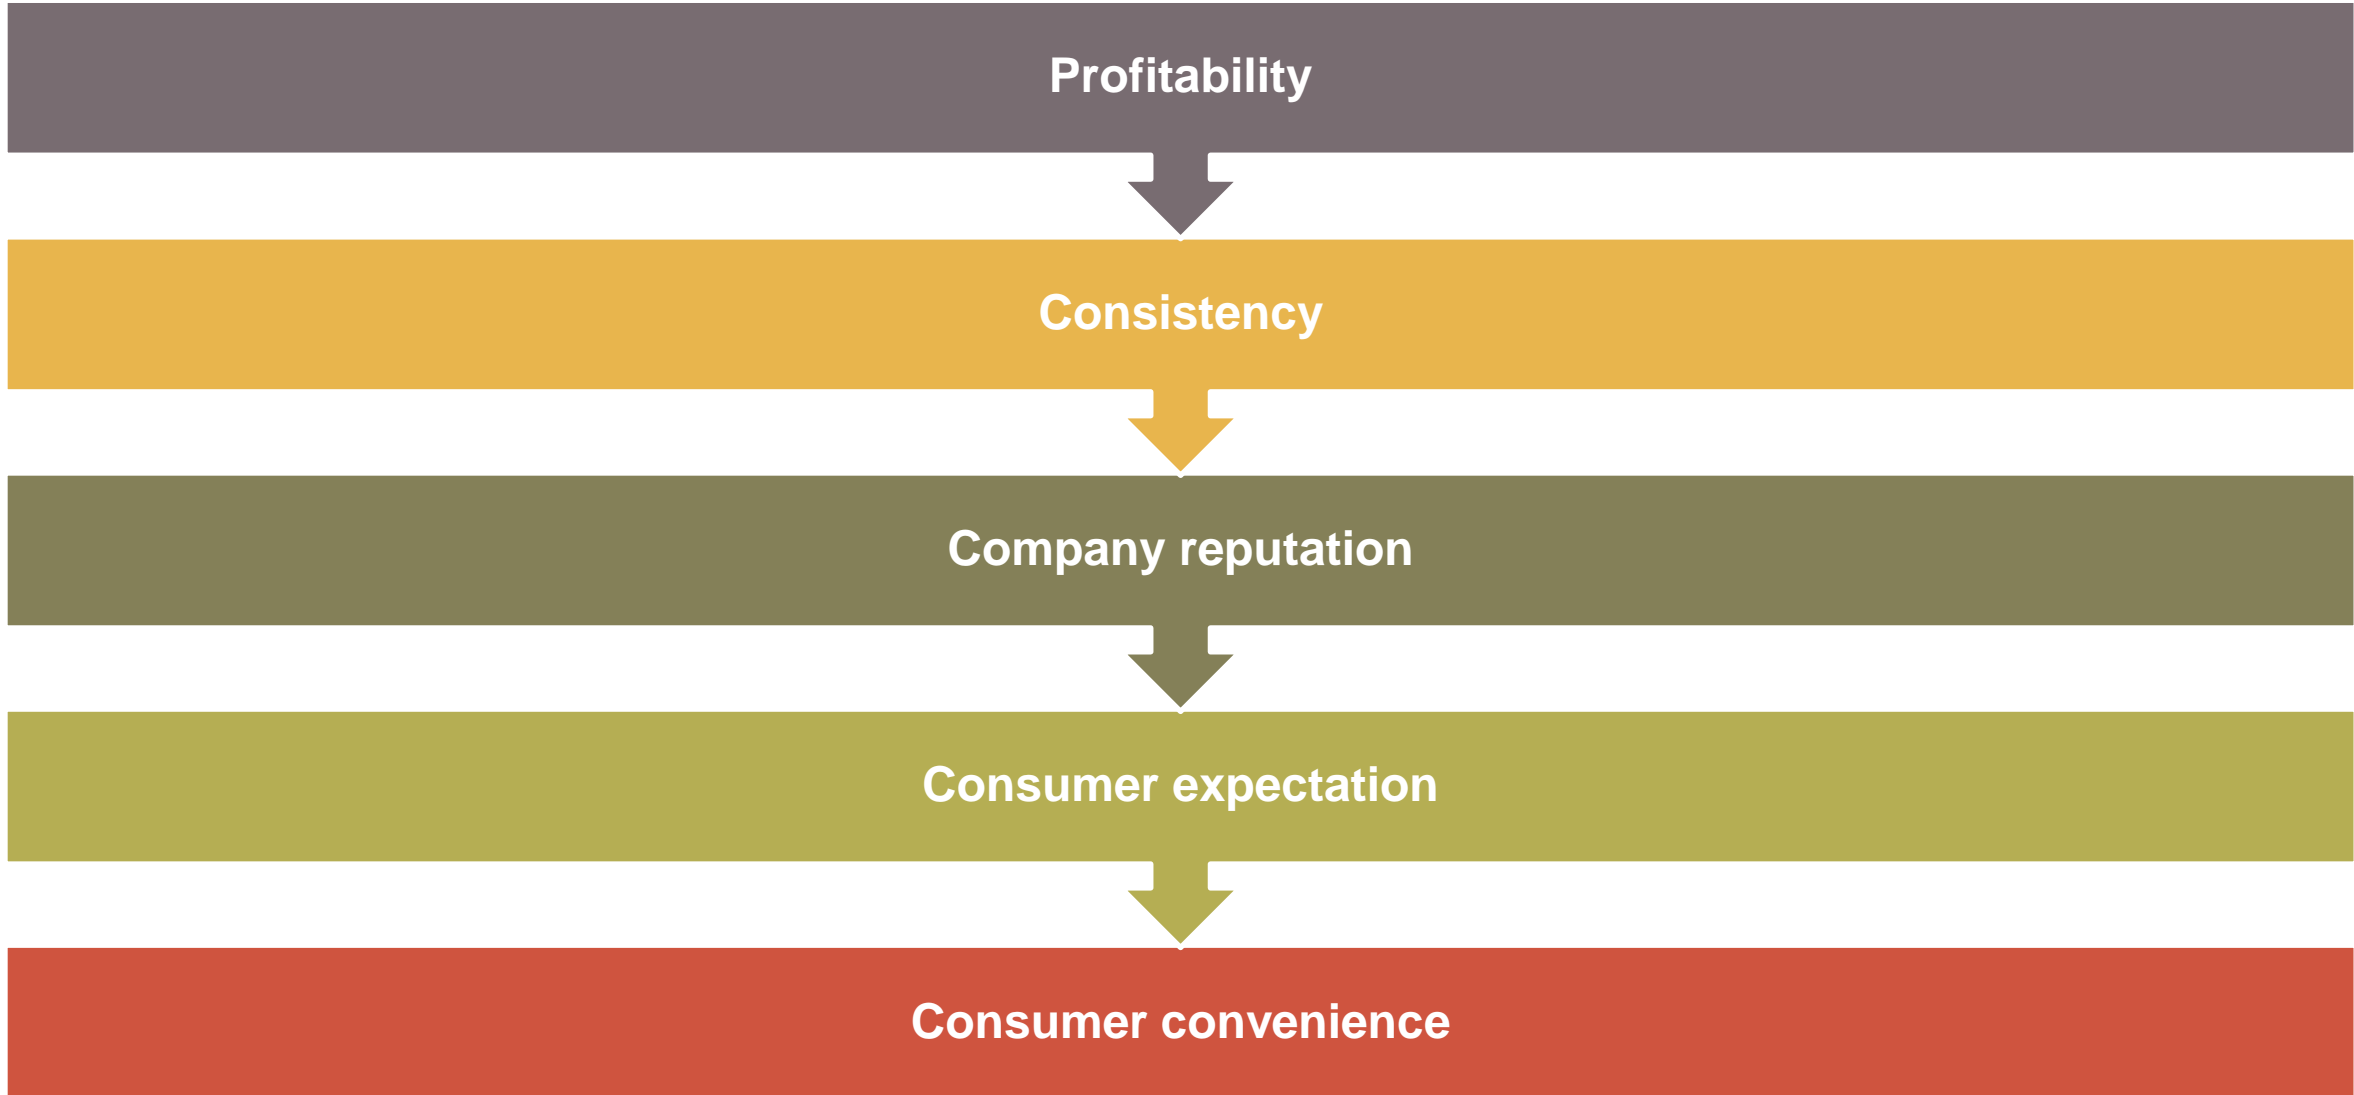 Profitability
Consistency
Company reputation
Consumer expectation
Consumer convenience